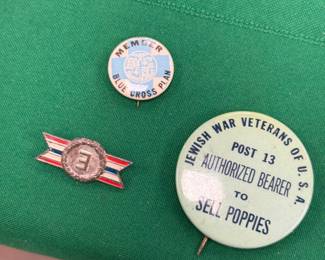 MEMBER
BLUE CROSS PLAN
E
JEWISH WAR VETERANS OF U.S.A.
POST 13
AUTHORIZED BEARER
TO
SELL POPPIES